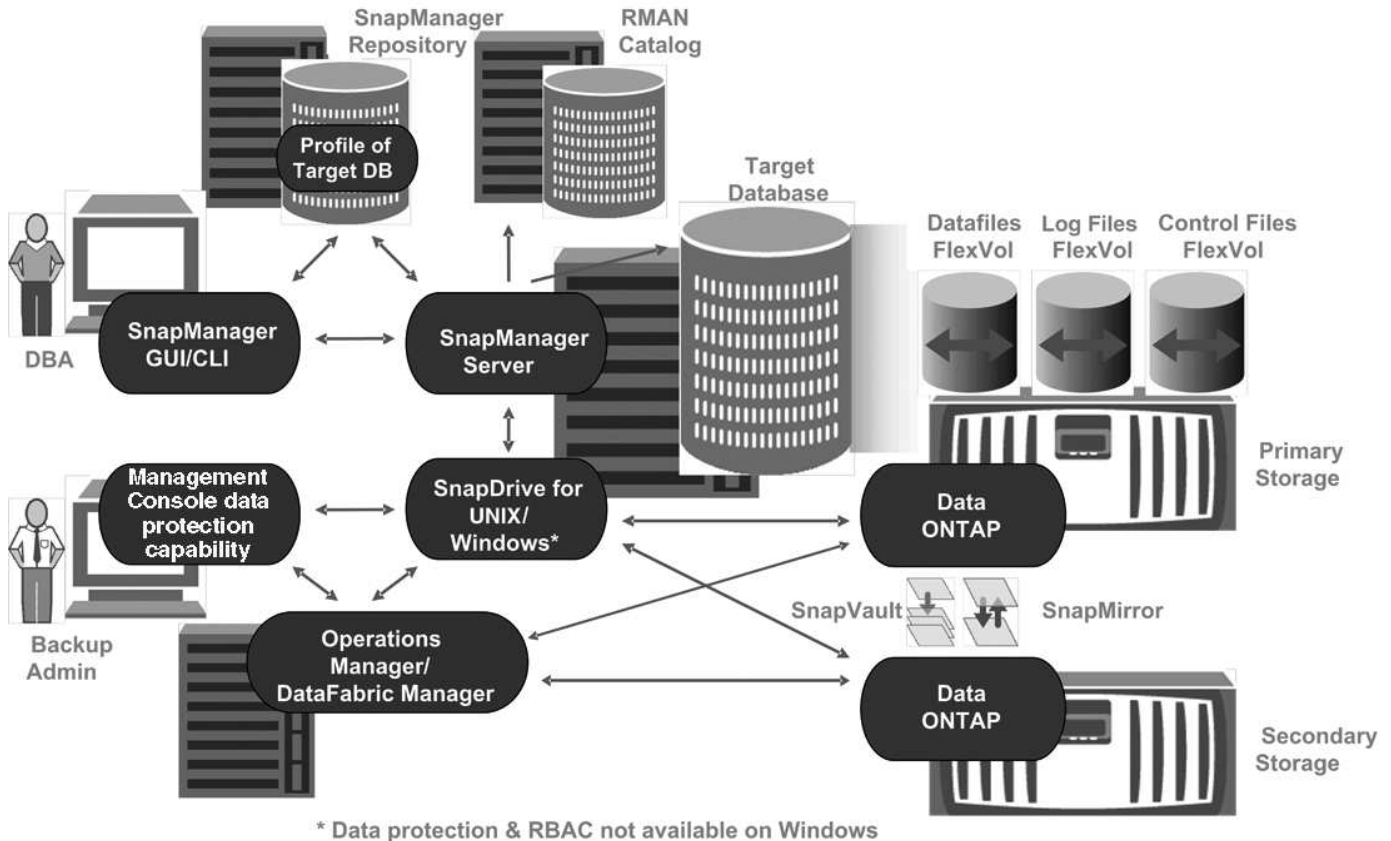 SnapManager
Repository
RMAN
Catalog
Profile of
Target DB
Target
Database
Datafiles
FlexVol
Log Files
FlexVol
Control Files
FlexVol
DBA
SnapManager
GUI/CLI
SnapManager
Server
Primary
Storage
Management
Console data
protection
capability
SnapDrive for
UNIX/
Windows*
Data
ONTAP
SnapVault
SnapMirror
Backup
Admin
Operations
Manager/
DataFabric Manager
Data
ONTAP
Secondary
Storage
* Data protection & RBAC not available on Windows